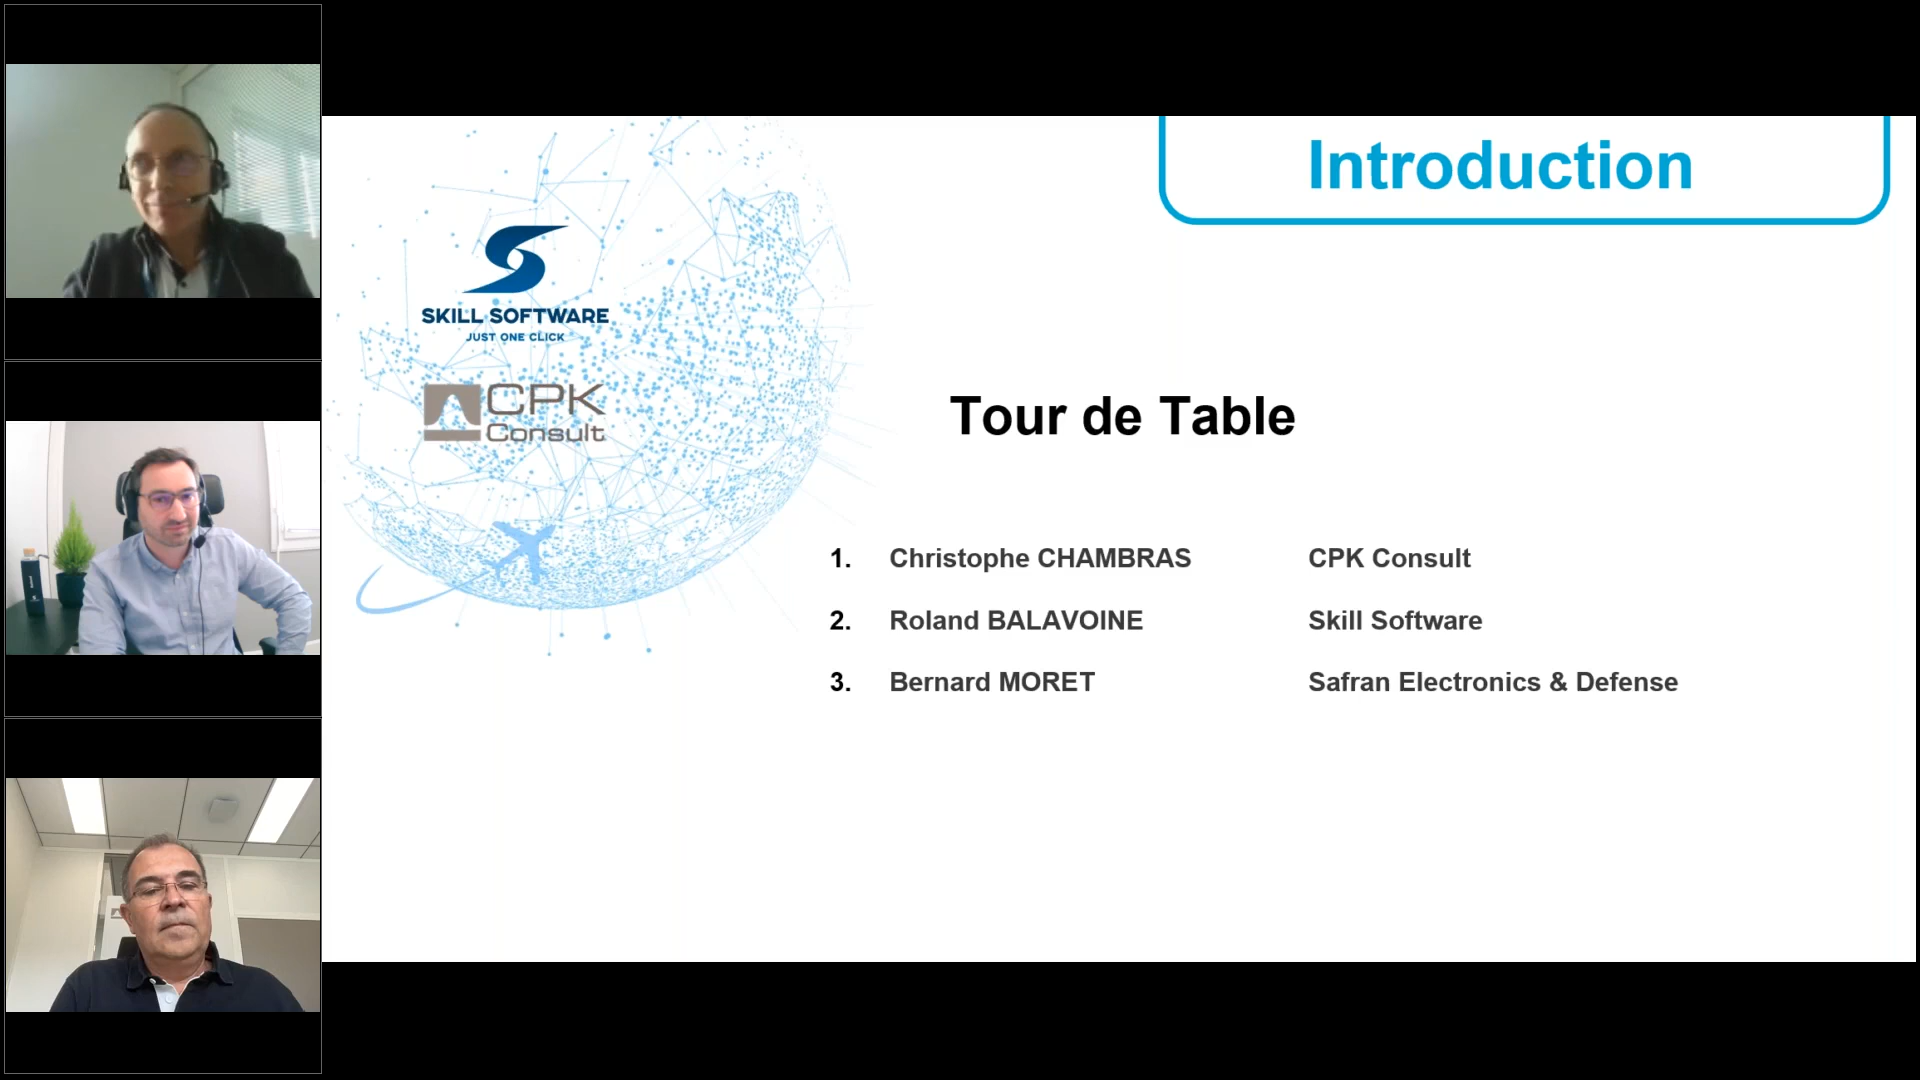 Introduction
SKILL SOFTWARE
JUST ONE CLICK
CPK
Consult
Tour de Table
1. Christophe CHAMBRAS CPK Consult
2. Roland BALAVOINE Skill Software
3. Bernard MORET Safran Electronics & Defense